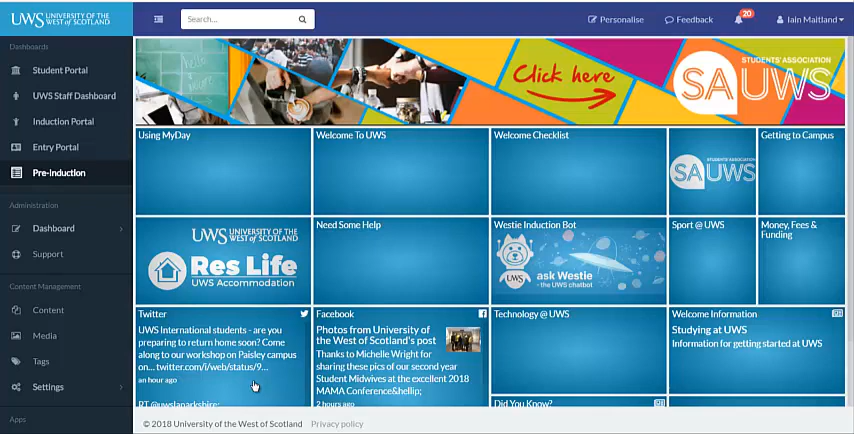 UWS UNIVERSITY OF THE
WEST of SCOTLAND
Search...
Personalise
Feedback
20
Iain Maitland
Dashboards
Student Portal
UWS Staff Dashboard
Induction Portal
Entry Portal
Pre-Induction
Administration
Dashboard
Support
Content Management
Content
Media
Tags
Settings
Apps
Click here
STUDENTS' ASSOCIATION
SAUWS
Using MyDay
Welcome To UWS
Welcome Checklist
STUDENTS' ASSOCIATION
SAUWS
Getting to Campus
UWS UNIVERSITY OF THE
WEST of SCOTLAND
Res Life
UWS Accommodation
Need Some Help
Westie Induction Bot
UWS
ask Westie
- the UWS chatbot
Sport @ UWS
Money, Fees &
Funding
Twitter
UWS International students - are you
preparing to return home soon? Come
along to our workshop on Paisley campus
on... twitter.com/i/web/status/9...
an hour ago
RT @uwslanarkshire:
Facebook
Photos from University of
the West of Scotland's post
Thanks to Michelle Wright for
sharing these pics of our second year
Student Midwives at the excellent 2018
MAMA Conference&hellip;
2 hours ago
Technology @ UWS
Did You Know?
Welcome Information
Studying at UWS
Information for getting started at UWS
© 2018 University of the West of Scotland
Privacy policy